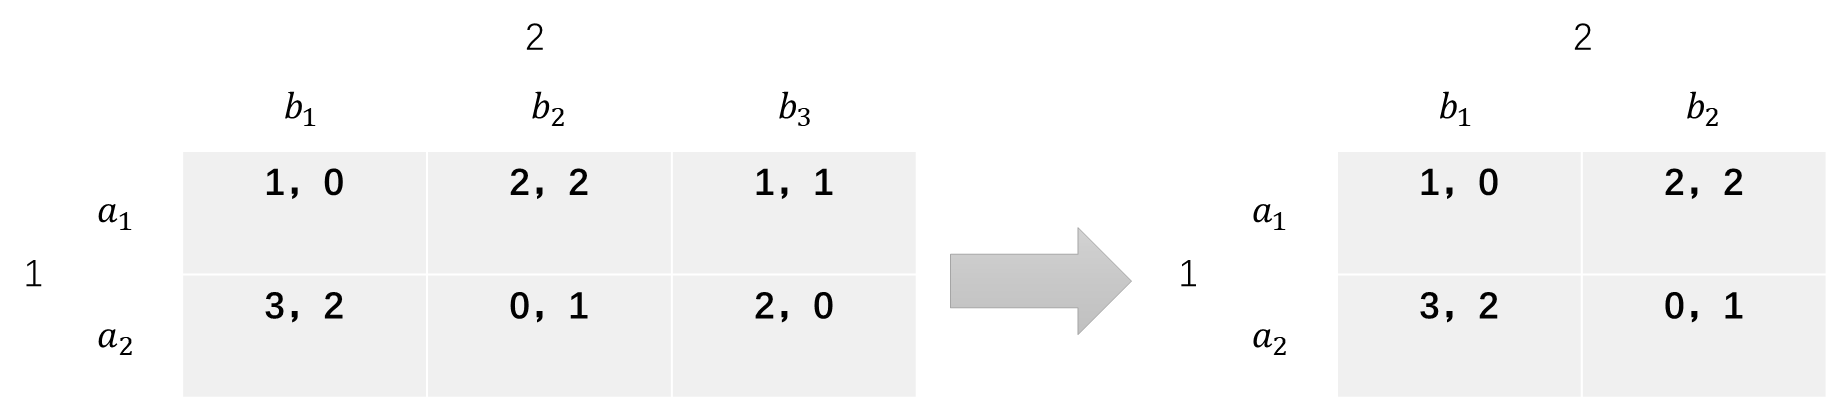 2 2
b₁ b₂ b₃ b₁ b₂
a₁ 1, 0 2, 2 1, 1 a₁ 1, 0 2, 2
1 1
a₂ 3, 2 0, 1 2, 0 a₂ 3, 2 0, 1